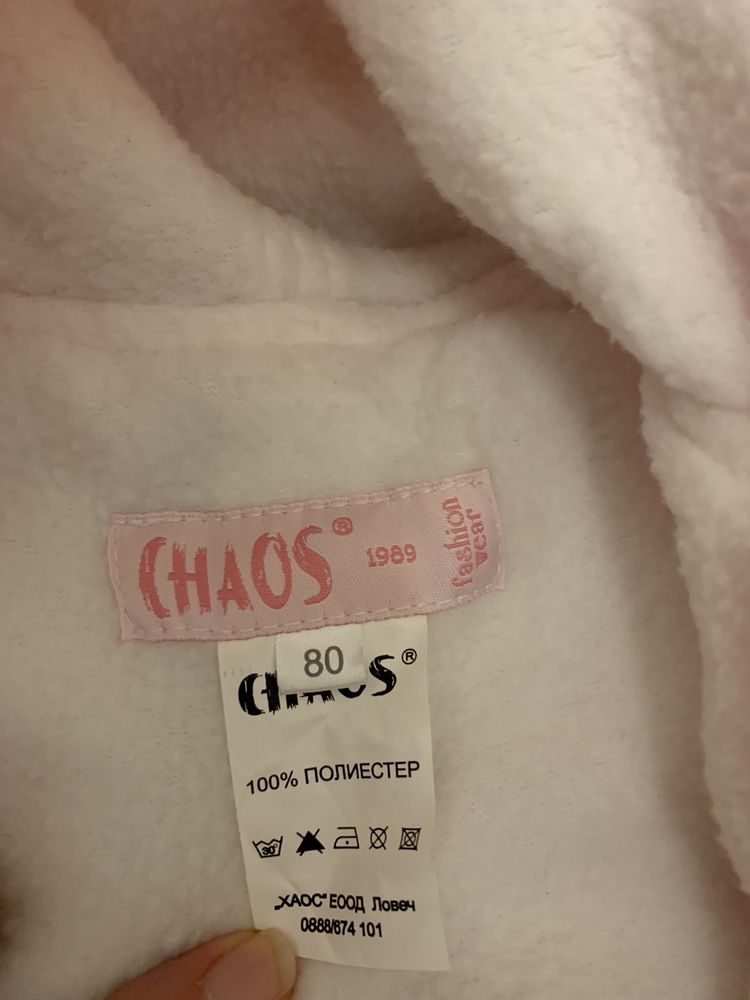 CHAOS® 1989 fashion wear
80
CHAOS®
100% ПОЛИЕСТЕР
30°
„ХАОС“ ЕООД Ловеч
0888/674 101